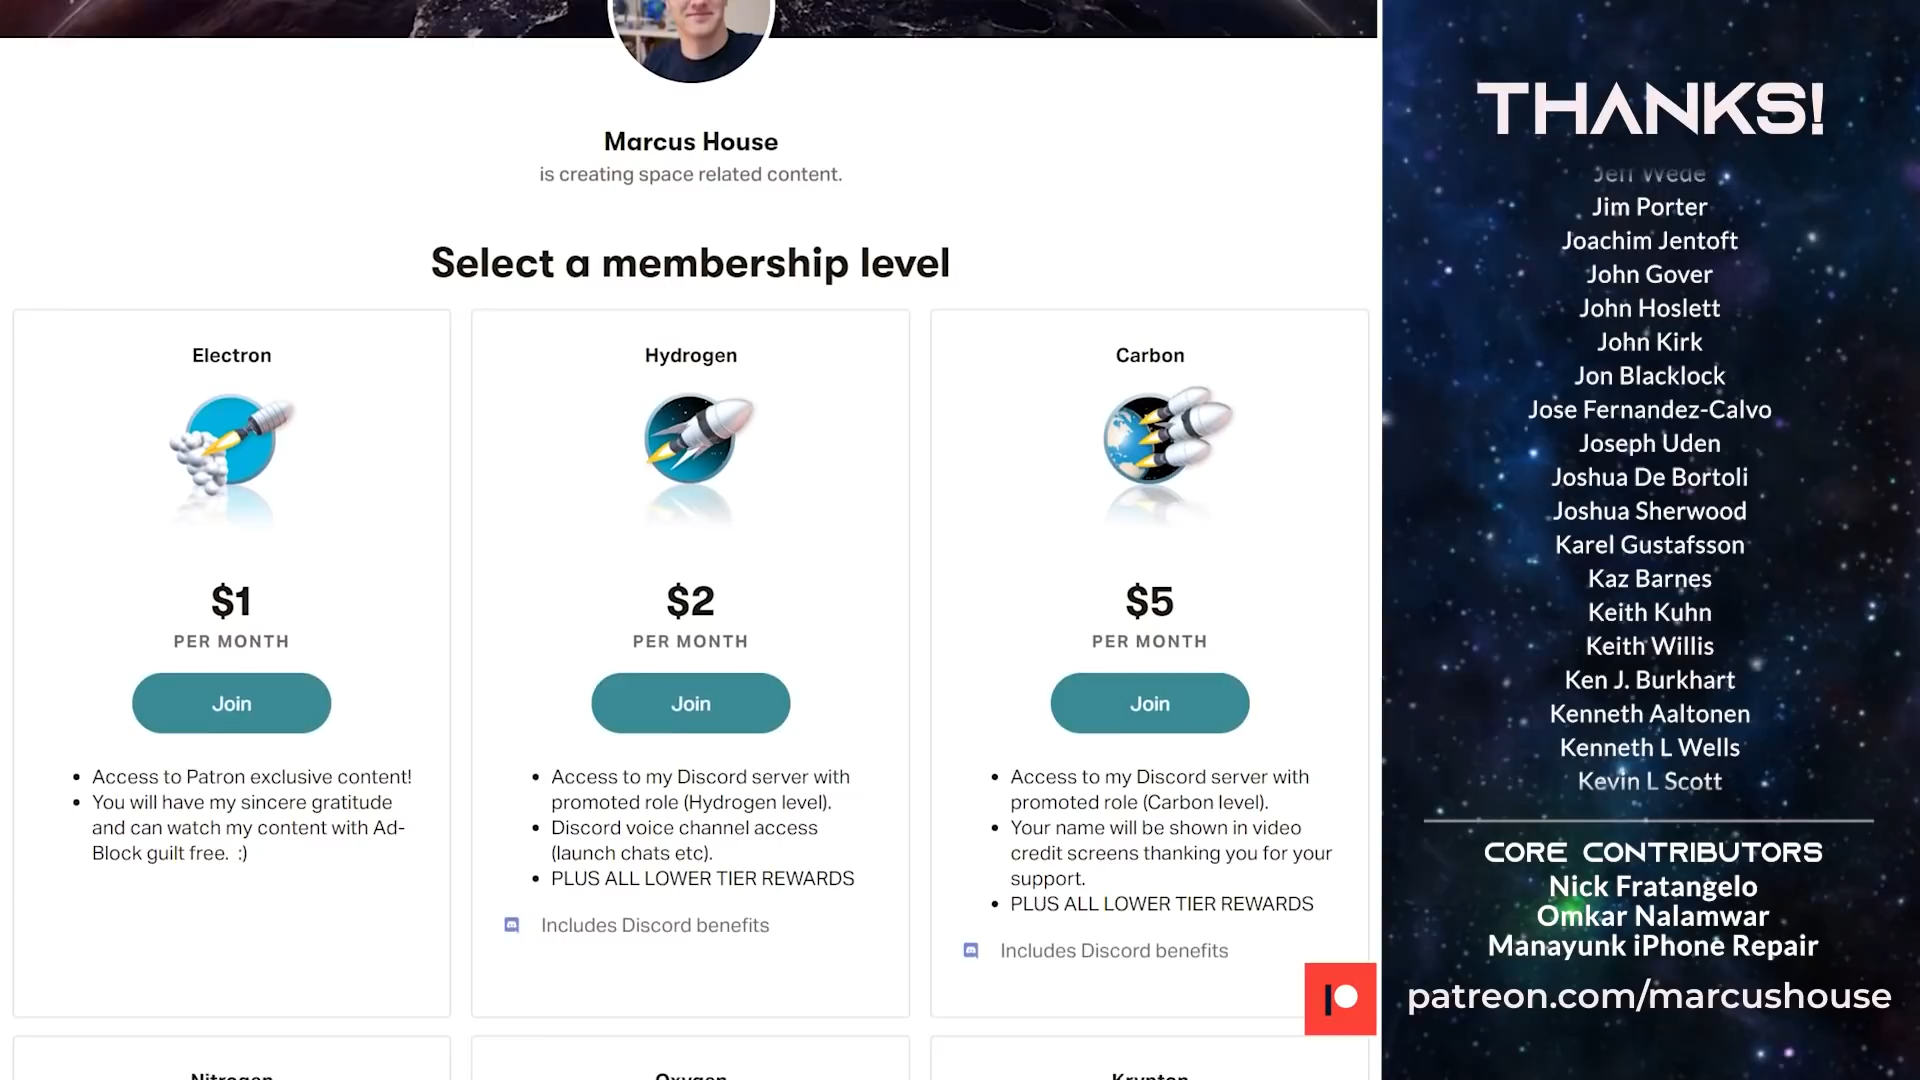 Marcus House
is creating space related content.
Select a membership level
Electron
$1
PER MONTH
Join
• Access to Patron exclusive content!
• You will have my sincere gratitude
and can watch my content with Ad-
Block guilt free. :)
Hydrogen
$2
PER MONTH
Join
• Access to my Discord server with
promoted role (Hydrogen level).
• Discord voice channel access
(launch chats etc).
• PLUS ALL LOWER TIER REWARDS
Includes Discord benefits
Carbon
$5
PER MONTH
Join
• Access to my Discord server with
promoted role (Carbon level).
• Your name will be shown in video
credit screens thanking you for your
support.
• PLUS ALL LOWER TIER REWARDS
Includes Discord benefits
Nitrogen
Oxygen
Krypton
THANKS!
Jeff Wede
Jim Porter
Joachim Jentoft
John Gover
John Hoslett
John Kirk
Jon Blacklock
Jose Fernandez-Calvo
Joseph Uden
Joshua De Bortoli
Joshua Sherwood
Karel Gustafsson
Kaz Barnes
Keith Kuhn
Keith Willis
Ken J. Burkhart
Kenneth Aaltonen
Kenneth L Wells
Kevin L Scott
CORE CONTRIBUTORS
Nick Fratangelo
Omkar Nalamwar
Manayunk iPhone Repair
patreon.com/marcushouse